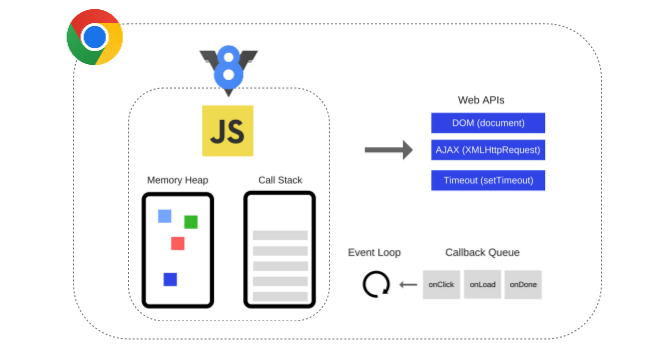 8
JS
Memory Heap
Call Stack
Web APIs
DOM (document)
AJAX (XMLHttpRequest)
Timeout (setTimeout)
Event Loop
Callback Queue
onClick
onLoad
onDone